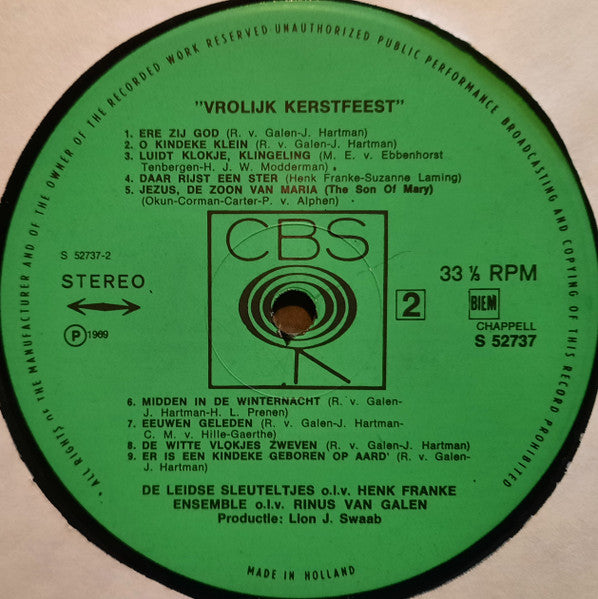 ALL RIGHTS OF THE MANUFACTURER AND OF THE OWNER OF THE RECORDED WORK RESERVED UNAUTHORIZED PUBLIC PERFORMANCE BROADCASTING AND COPYING OF THIS RECORD PROHIBITED
"VROLIJK KERSTFEEST"
1. ERE ZIJ GOD (R. v. Galen-J. Hartman)
2. O KINDEKE KLEIN (R. v. Galen-J. Hartman)
3. LUIDT KLOKJE, KLINGELING (M. E. v. Ebbenhorst
Tenbergen-H. J. W. Modderman)
4. DAAR RIJST EEN STER (Henk Franke-Suzanne Laming)
5. JEZUS, DE ZOON VAN MARIA (The Son Of Mary)
(Okun-Corman-Carter-P. v. Alphen)
CBS
S 52737-2
STEREO
33⅓ RPM
2
BIEM
CHAPPELL
S 52737
P 1969
6. MIDDEN IN DE WINTERNACHT (R. v. Galen-
J. Hartman-H. L. Prenen)
7. EEUWEN GELEDEN (R. v. Galen-J. Hartman-
C. M. v. Hille-Gaerthe)
8. DE WITTE VLOKJES ZWEVEN (R. v. Galen-J. Hartman)
9. ER IS EEN KINDEKE GEBOREN OP AARD' (R. v. Galen-
J. Hartman)
DE LEIDSE SLEUTELTJES o.l.v. HENK FRANKE
ENSEMBLE o.l.v. RINUS VAN GALEN
Productie: Lion J. Swaab
MADE IN HOLLAND